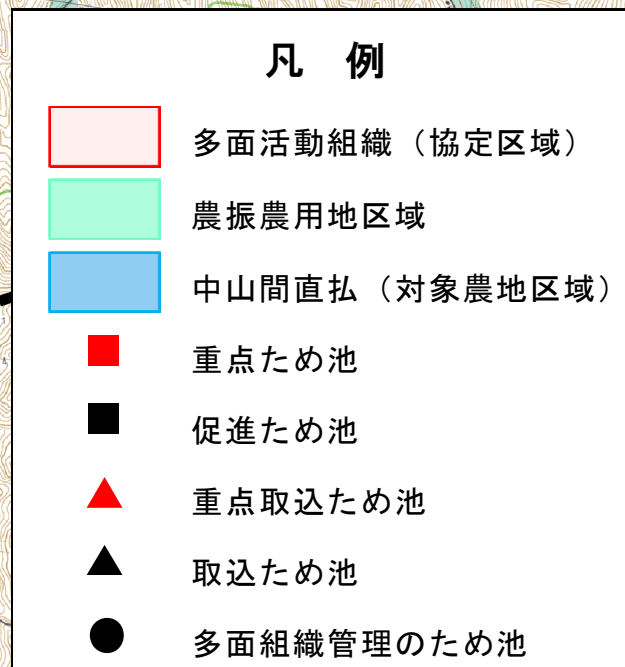 凡 例
多面活動組織（協定区域）
農振農用地区域
中山間直払（対象農地区域）
重点ため池
促進ため池
重点取込ため池
取込ため池
多面組織管理のため池